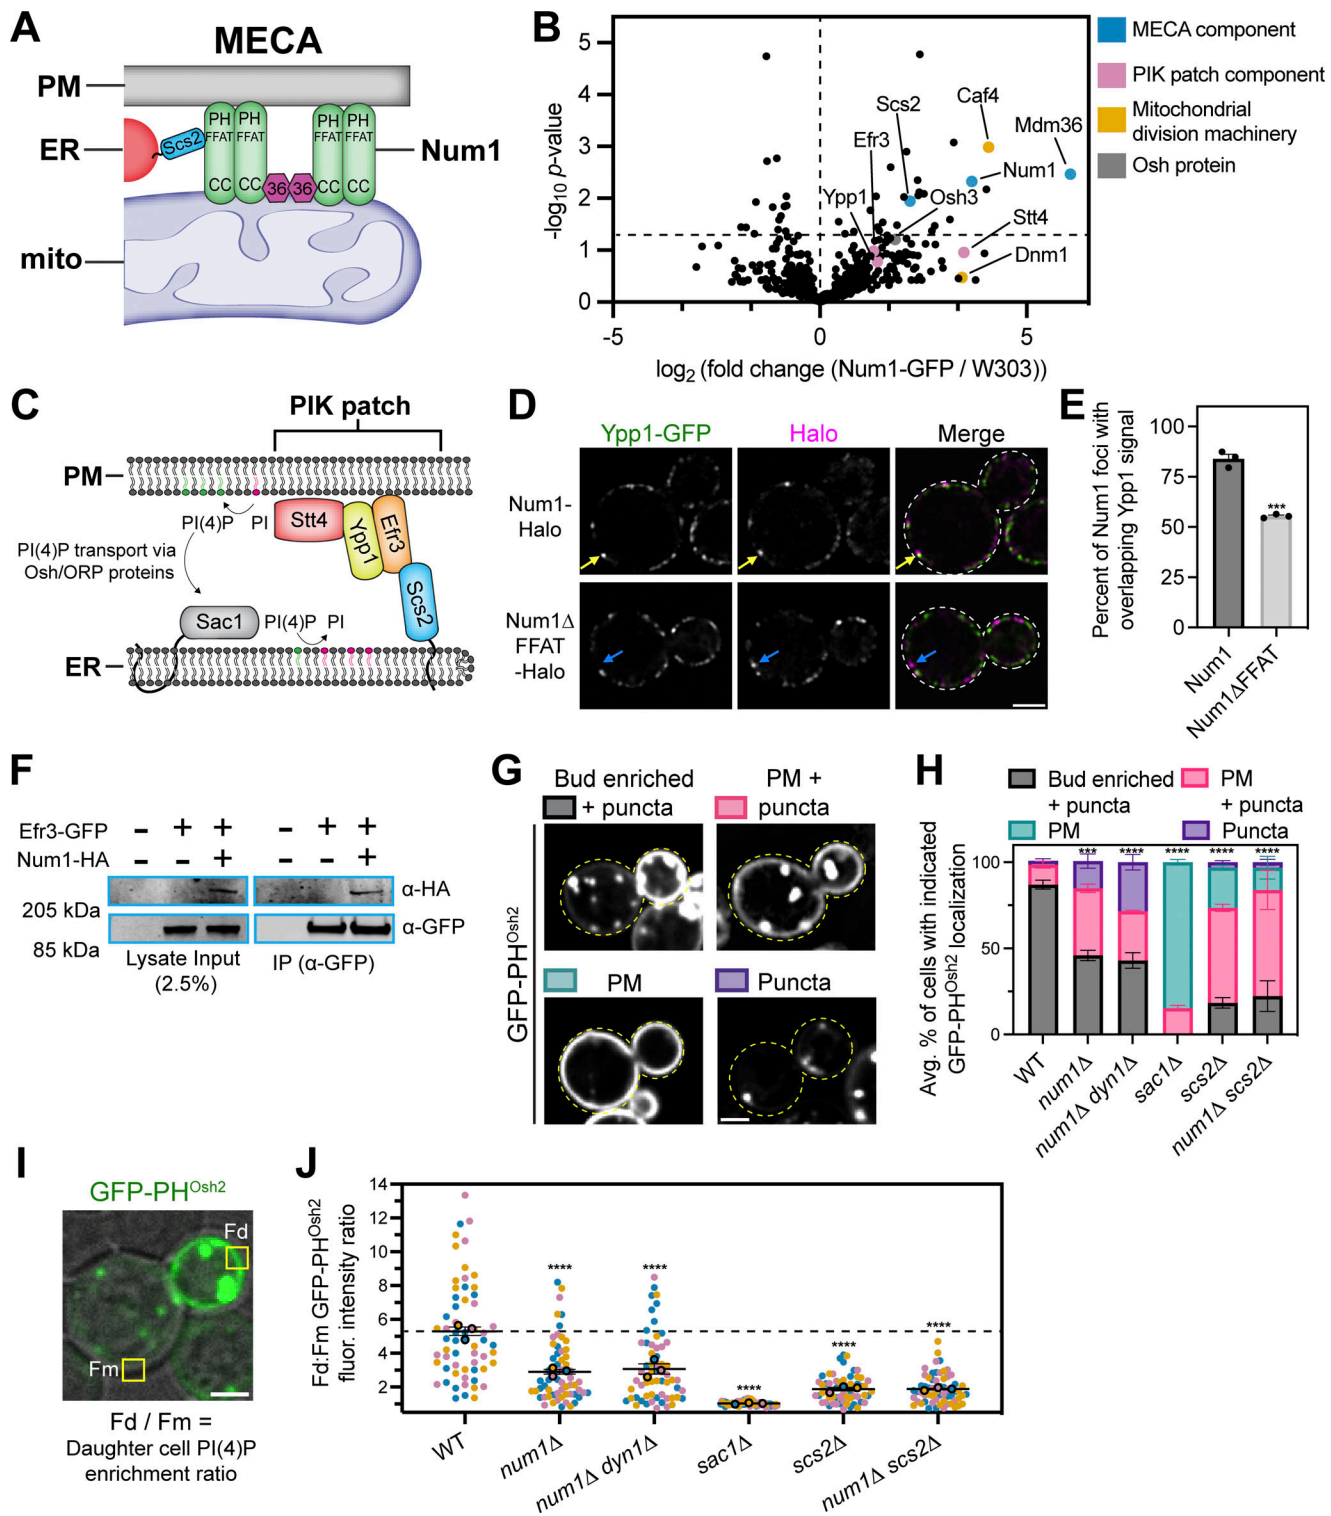 A
MECA
PM
ER
mito
Scs2
PH
FFAT
CC
PH
FFAT
CC
36
36
PH
FFAT
CC
PH
FFAT
CC
Num1
B
-log10 p-value
5
4
3
2
1
0
-5
0
5
log2 (fold change (Num1-GFP / W303))
Scs2
Caf4
Mdm36
Efr3
Num1
Ypp1
Osh3
Stt4
Dnm1
MECA component
PIK patch component
Mitochondrial
division machinery
Osh protein
C
PIK patch
PM
PI(4)P
PI
Stt4
Ypp1
Efr3
Scs2
PI(4)P transport via
Osh/ORP proteins
Sac1
PI(4)P
PI
ER
D
Ypp1-GFP
Halo
Merge
Num1-
Halo
Num1Δ
FFAT
-Halo
E
Percent of Num1 foci with
overlapping Ypp1 signal
100
75
50
25
0
***
Num1
Num1ΔFFAT
F
Efr3-GFP - + + - + +
Num1-HA - - + - - +
α-HA
205 kDa
α-GFP
85 kDa
Lysate Input
(2.5%)
IP (α-GFP)
G
Bud enriched
+ puncta
PM +
puncta
GFP-PHOsh2
PM
Puncta
H
Bud enriched
+ puncta
PM
+ puncta
PM
Puncta
Avg. % of cells with indicated
GFP-PHOsh2 localization
100
50
0
*** **** **** **** ****
WT
num1Δ
num1Δ dyn1Δ
sac1Δ
scs2Δ
num1Δ scs2Δ
I
GFP-PHOsh2
Fd
Fm
Fd / Fm =
Daughter cell PI(4)P
enrichment ratio
J
Fd:Fm GFP-PHOsh2
fluor. intensity ratio
14
12
10
8
6
4
2
**** **** **** **** ****
WT
num1Δ
num1Δ dyn1Δ
sac1Δ
scs2Δ
num1Δ scs2Δ